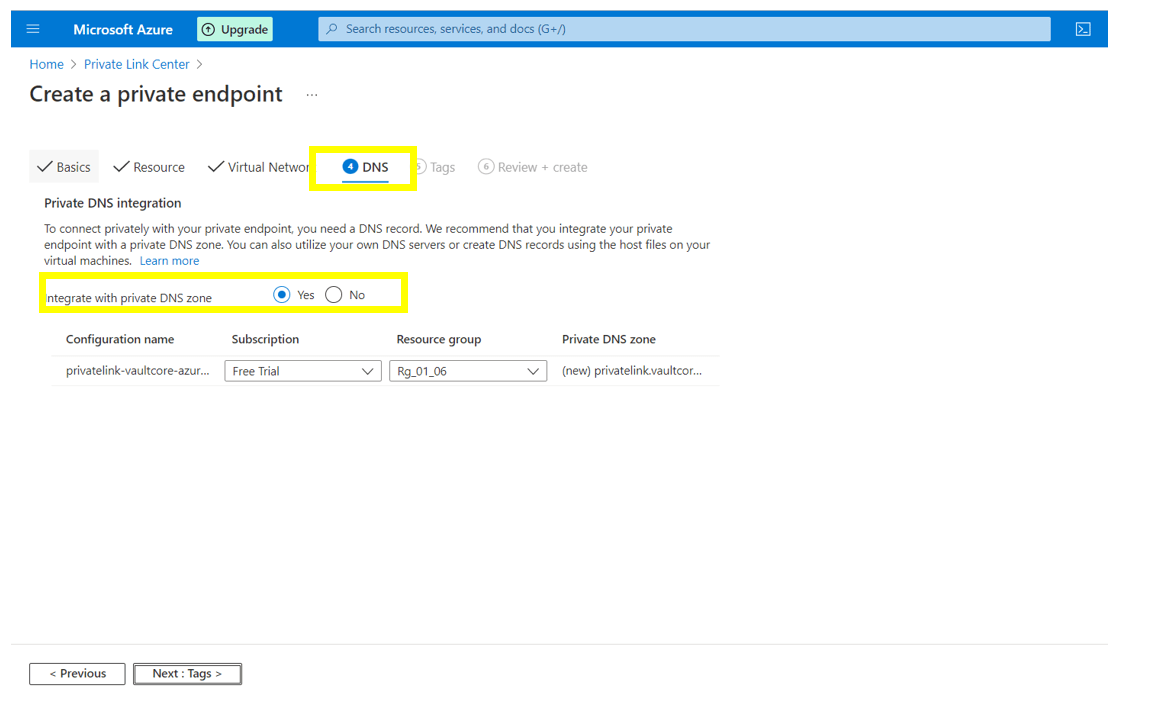 Microsoft Azure
Upgrade
Search resources, services, and docs (G+/)
Home > Private Link Center >
Create a private endpoint ...
Basics
Resource
Virtual Networ
4 DNS
Tags
6 Review + create
Private DNS integration
To connect privately with your private endpoint, you need a DNS record. We recommend that you integrate your private
endpoint with a private DNS zone. You can also utilize your own DNS servers or create DNS records using the host files on your
virtual machines. Learn more
Integrate with private DNS zone
Yes
No
Configuration name Subscription Resource group Private DNS zone
privatelink-vaultcore-azur... Free Trial Rg_01_06 (new) privatelink.vaultcor...
< Previous
Next : Tags >